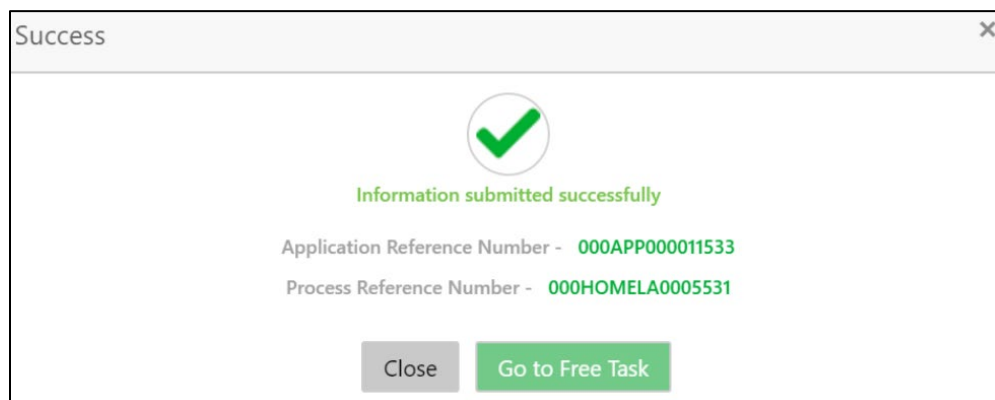 Success
Information submitted successfully
Application Reference Number - 000APP000011533
Process Reference Number - 000HOMELA0005531
Close Go to Free Task